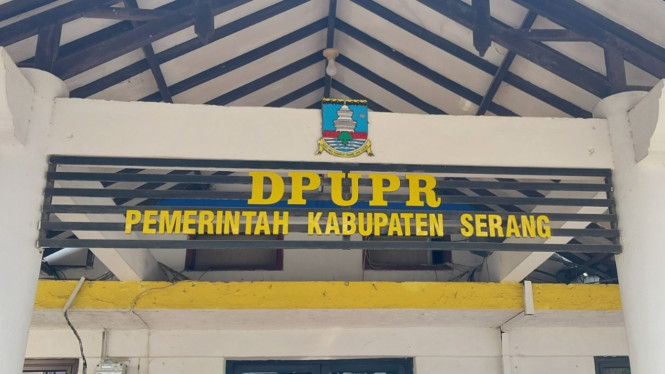 DPUPR
PEMERINTAH KABUPATEN SERANG